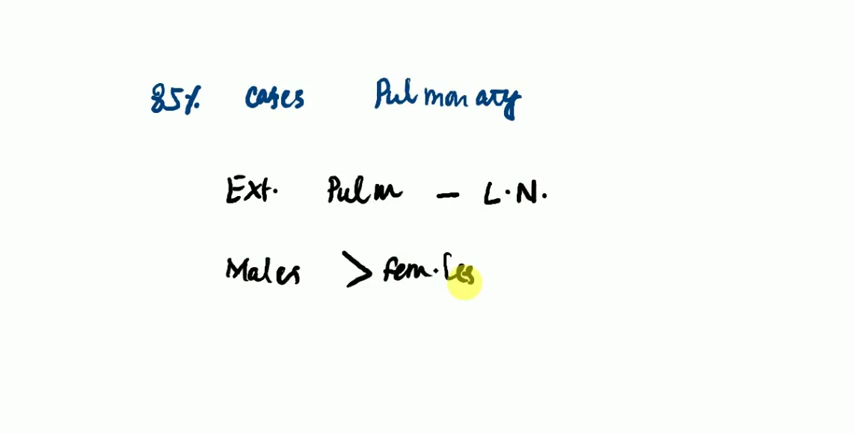 85% cases Pulmonary
Ext. Pulm - L.N.
Males > females